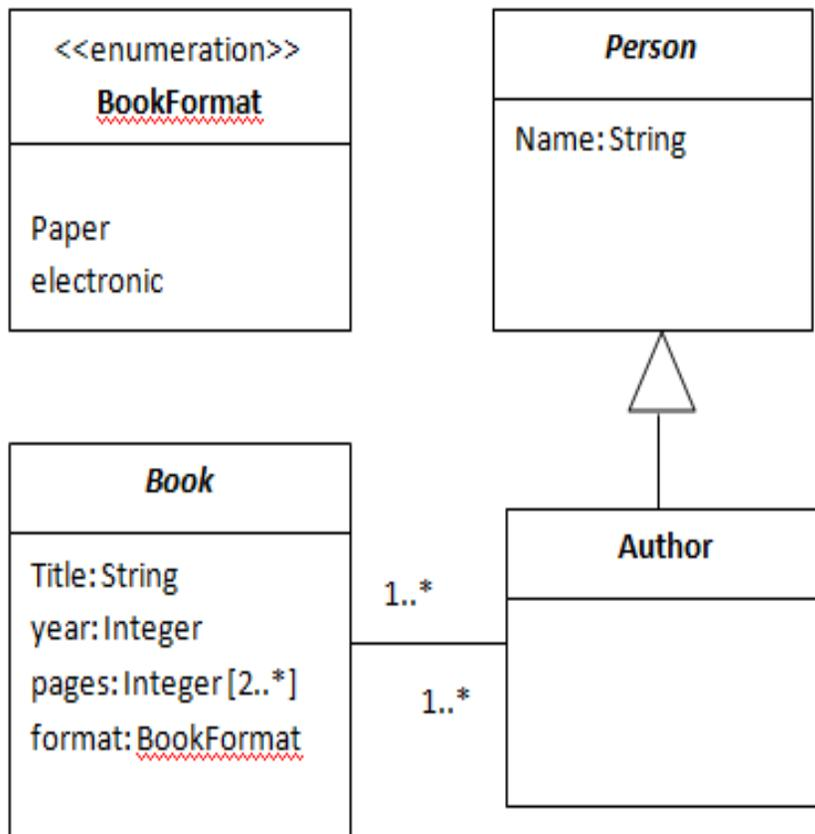 <<enumeration>>
BookFormat
Paper
electronic
Person
Name: String
Book
Title: String
year: Integer
pages: Integer [2..*]
format: BookFormat
1..*
1..*
Author